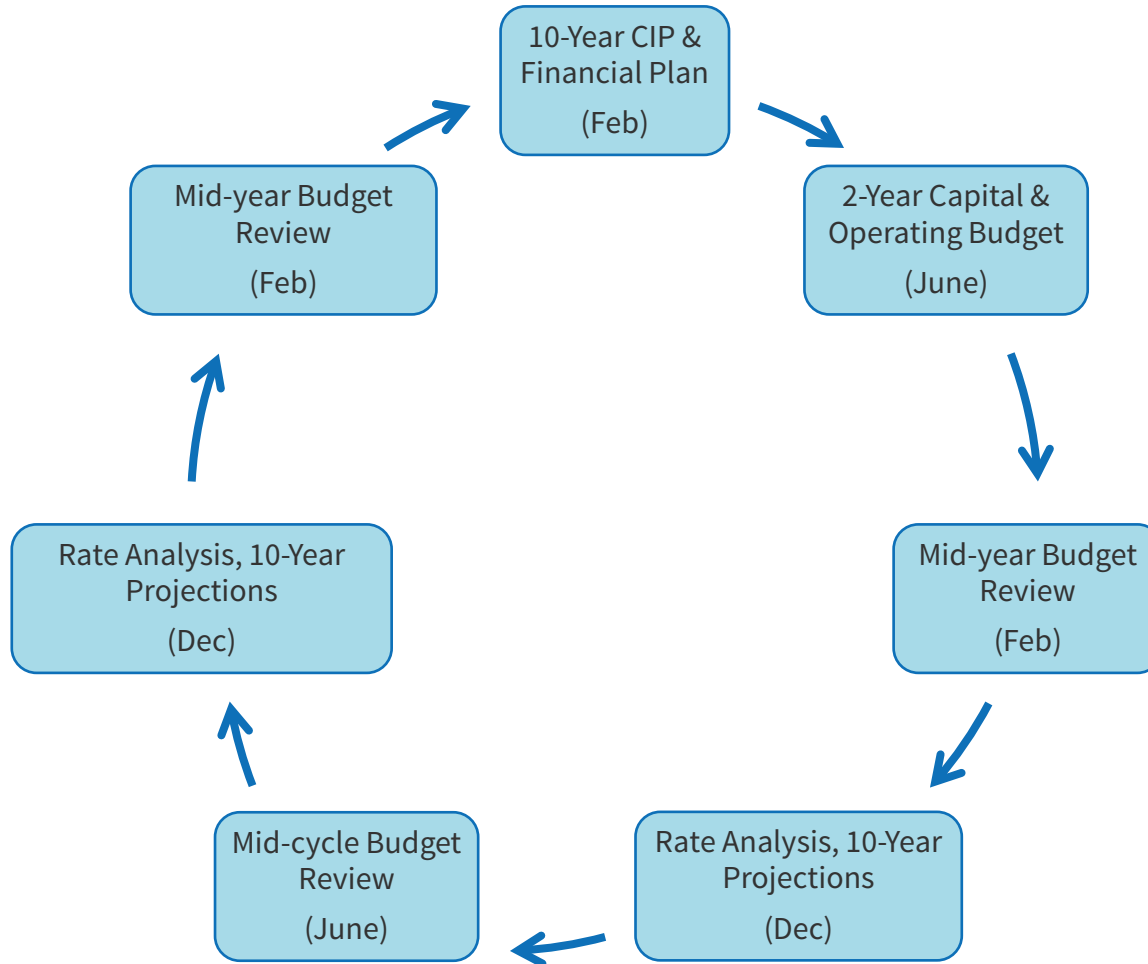 10-Year CIP &
Financial Plan
(Feb)
2-Year Capital &
Operating Budget
(June)
Mid-year Budget
Review
(Feb)
Rate Analysis, 10-Year
Projections
(Dec)
Mid-cycle Budget
Review
(June)
Rate Analysis, 10-Year
Projections
(Dec)
Mid-year Budget
Review
(Feb)